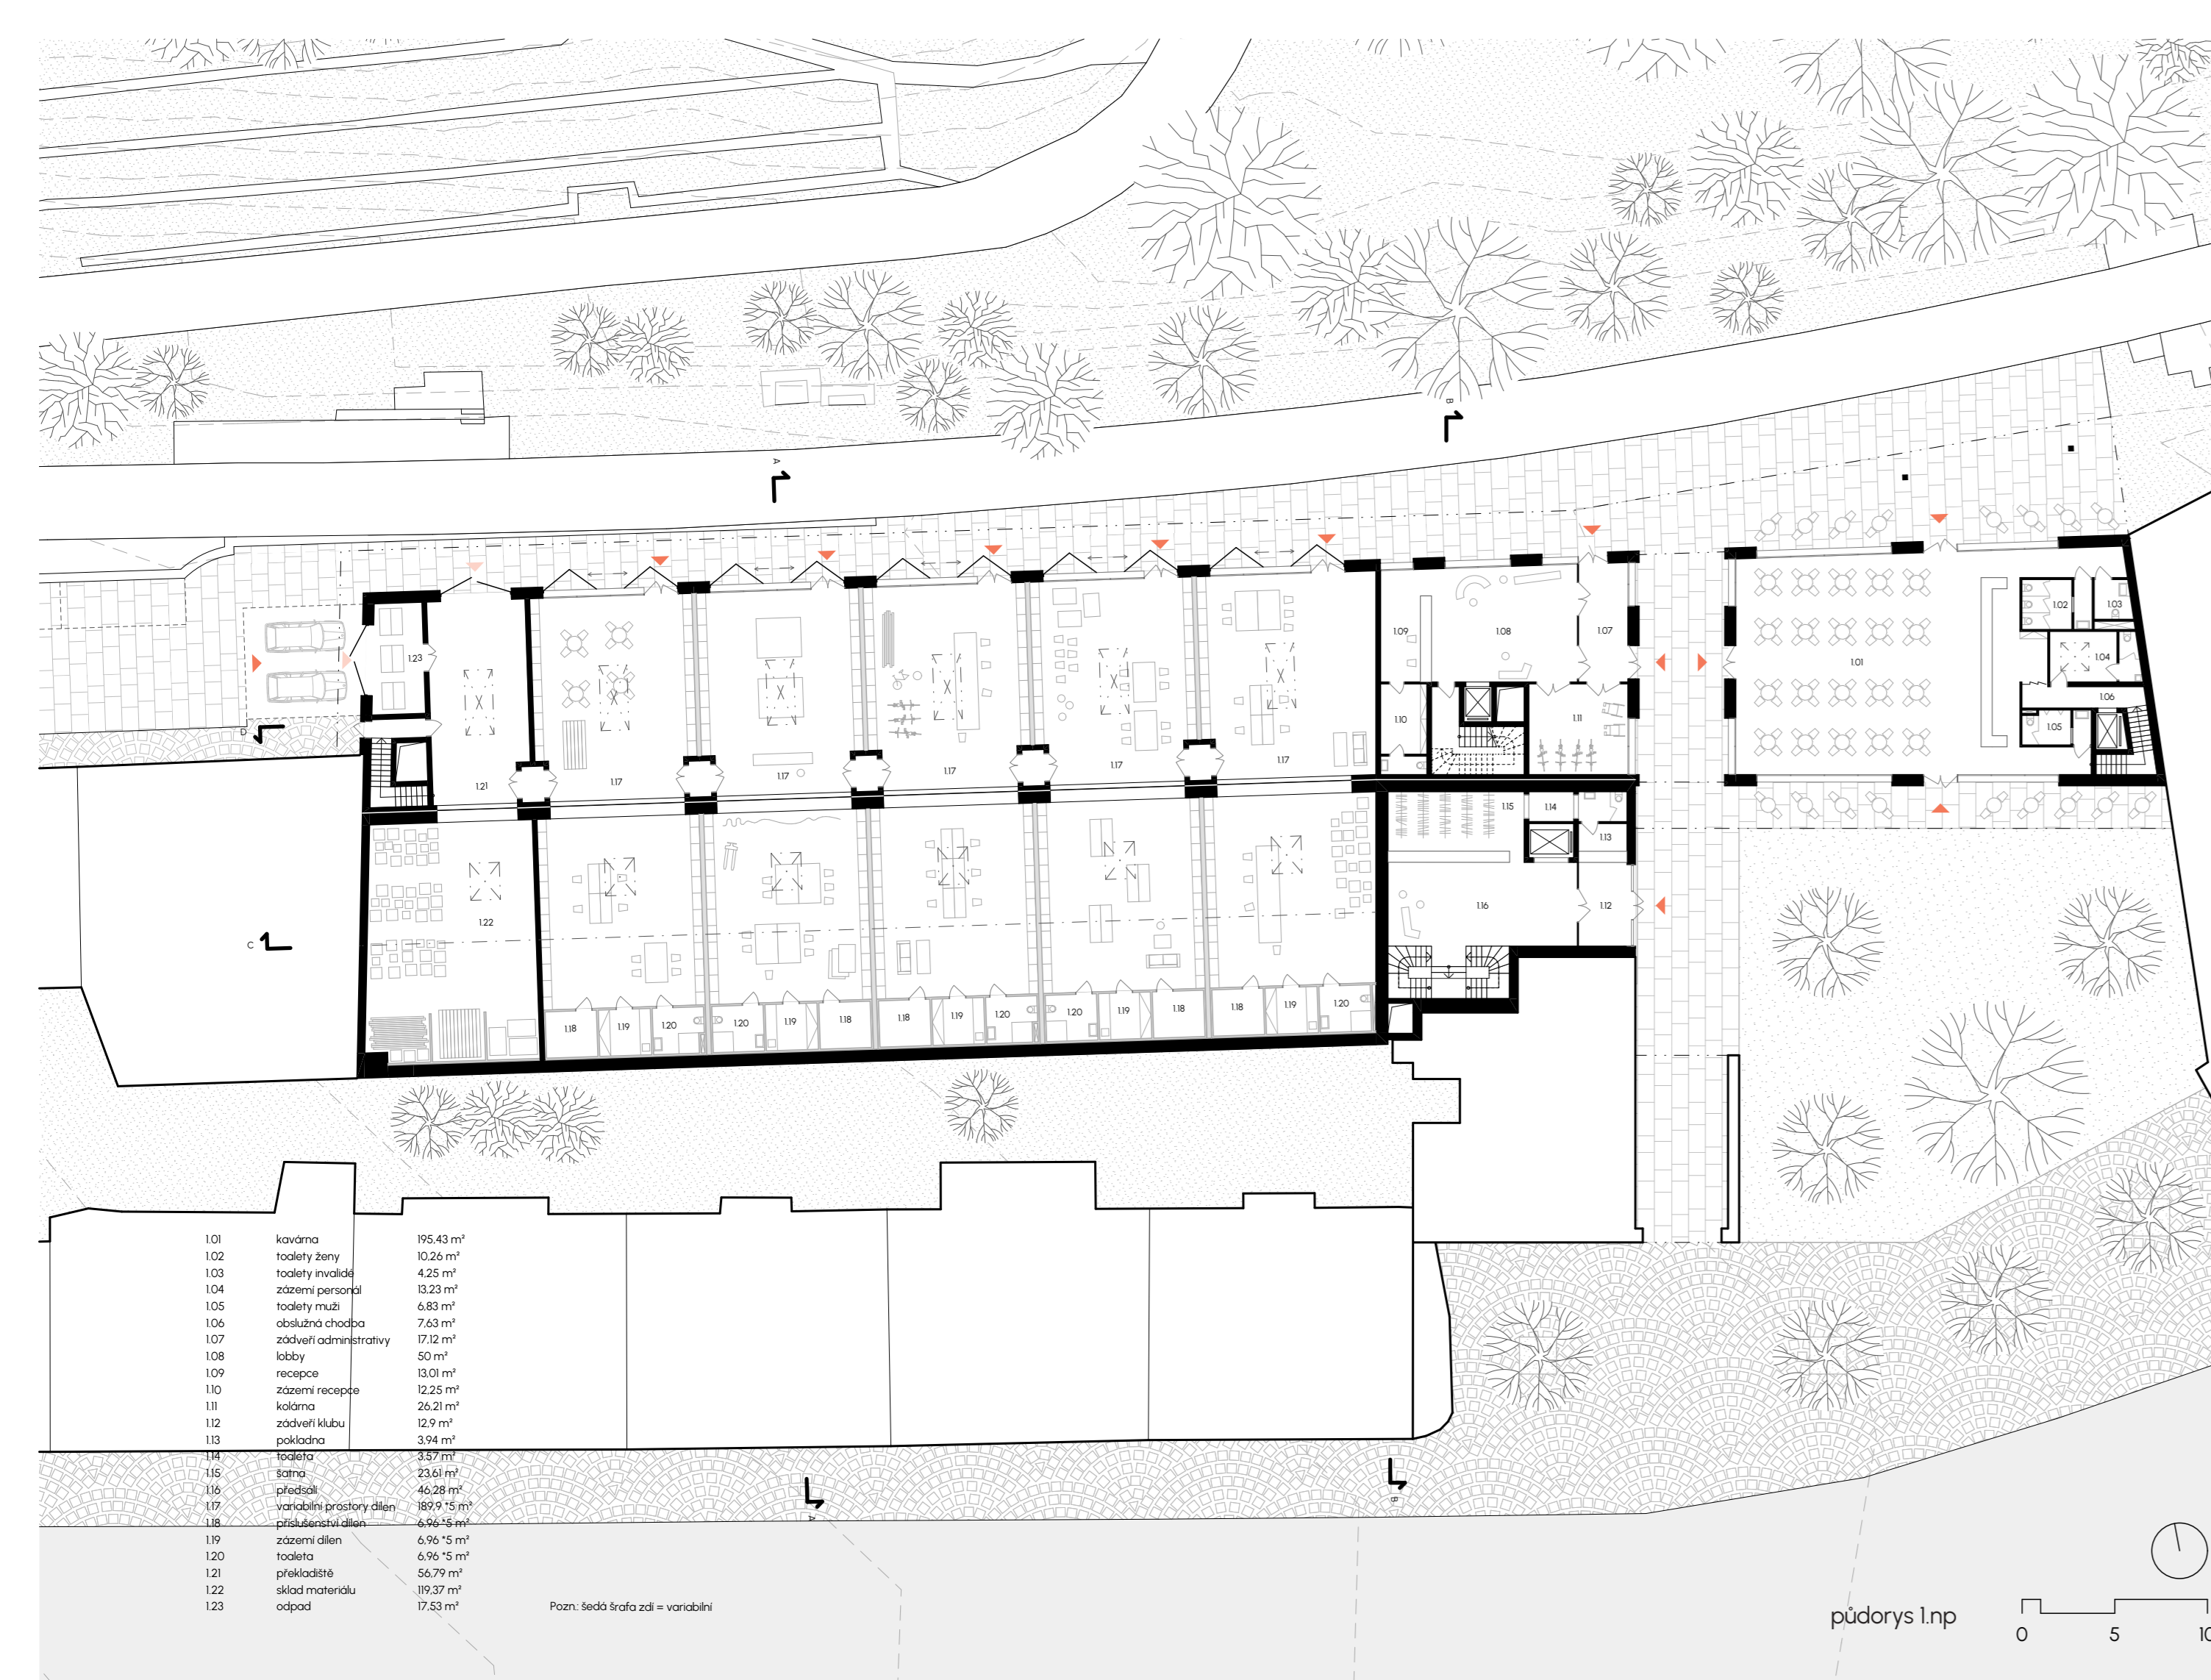 B
A
1.02
1.03
1.23
1.09
1.08
1.07
1.01
1.04
1.06
1.10
1.11
1.05
D
1.21
1.17
1.17
1.17
1.17
1.17
1.15
1.14
1.13
1.22
1.16
1.12
C
1.18
1.19
1.20
1.20
1.19
1.18
1.18
1.19
1.20
1.20
1.19
1.18
1.18
1.19
1.20
1.01 kavárna 195,43 m²
1.02 toalety ženy 10,26 m²
1.03 toalety invalidé 4,25 m²
1.04 zázemí personál 13,23 m²
1.05 toalety muži 6,83 m²
1.06 obslužná chodba 7,63 m²
1.07 zádveří administrativy 17,12 m²
1.08 lobby 50 m²
1.09 recepce 13,01 m²
1.10 zázemí recepce 12,25 m²
1.11 kolárna 26,21 m²
1.12 zádveří klubu 12,9 m²
1.13 pokladna 3,94 m²
1.14 toaleta 3,57 m²
1.15 šatna 23,61 m²
1.16 předsálí 46,28 m²
1.17 variabilní prostory dílen 189,9 *5 m²
1.18 příslušenství dílen 6,96 *5 m²
1.19 zázemí dílen 6,96 *5 m²
1.20 toaleta 6,96 *5 m²
1.21 překladiště 56,79 m²
1.22 sklad materiálu 119,37 m²
1.23 odpad 17,53 m²
Pozn.: šedá šrafa zdí = variabilní
A
B
půdorys 1.np
0 5 10